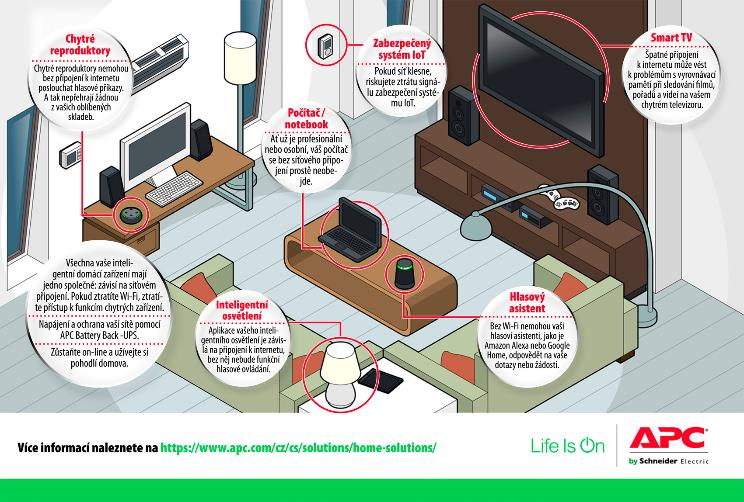 Chytré
reproduktory
Chytré reproduktory nemohou
bez připojení k internetu
poslouchat hlasové příkazy.
A tak nepřehrají žádnou
z vašich oblíbených
skladeb.
Zabezpečený
systém IoT
Pokud síť klesne,
riskujete ztrátu signá-
lu zabezpečení systé-
mu IoT.
Smart TV
Špatné připojení
k internetu může vést
k problémům s vyrovnávací
pamětí při sledování filmů,
pořadů a videí na vašem
chytrém televizoru.
Počítač /
notebook
Ať už je profesionální
nebo osobní, váš počítač
se bez síťového připo-
jení prostě neobe-
jde.
Všechna vaše inteli-
gentní domácí zařízení mají
jedno společné: závisí na síťovém
připojení. Pokud ztratíte Wi-Fi, ztratí-
te přístup k funkcím chytrých zařízení.
Napájení a ochrana vaší sítě pomocí
APC Battery Back -UPS.
Zůstaňte on-line a užívejte si
pohodlí domova.
Inteligentní
osvětlení
Aplikace vašeho inteli-
gentního osvětlení je závis-
lá na připojení k internetu,
bez něj nebude funkční
hlasové ovládání.
Hlasový
asistent
Bez Wi-Fi nemohou vaši
hlasoví asistenti, jako je
Amazon Alexa nebo Google
Home, odpovědět na vaše
dotazy nebo žádosti.
Více informací naleznete na https://www.apc.com/cz/cs/solutions/home-solutions/
Life Is On
APC
by Schneider Electric